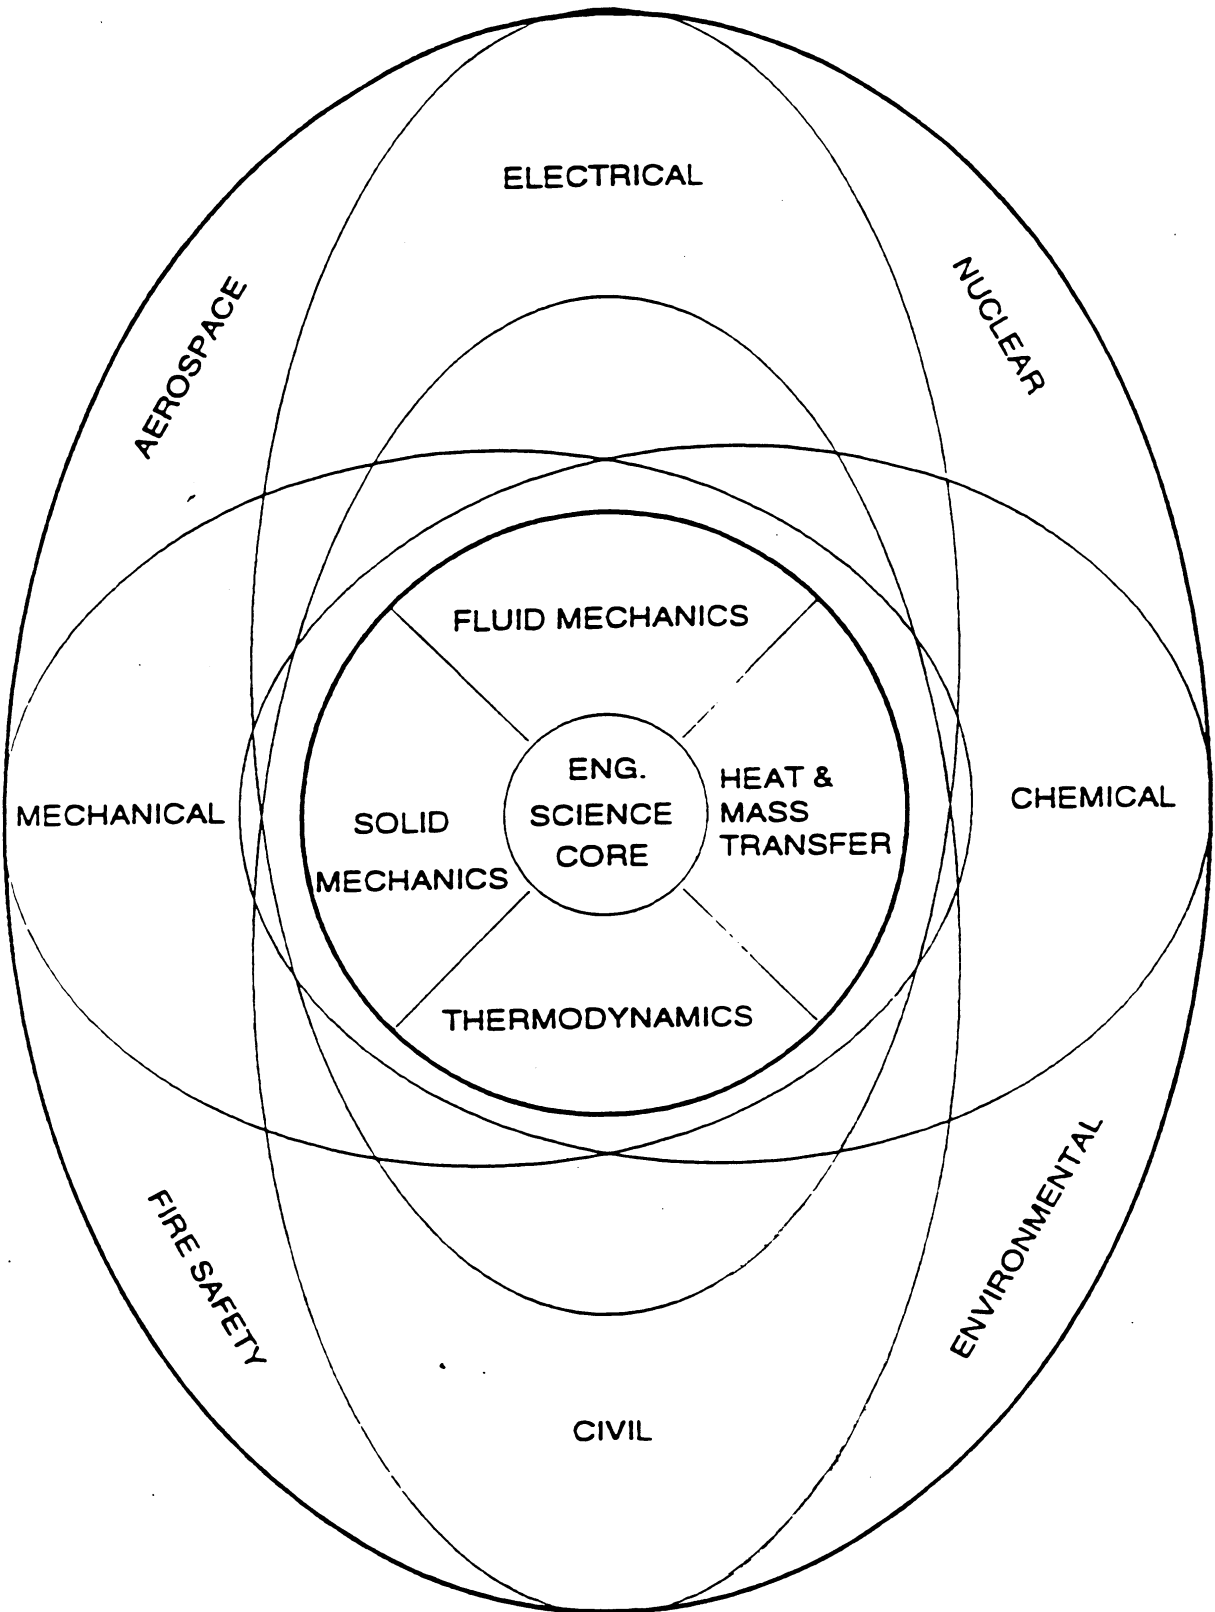 ELECTRICAL
AEROSPACE
NUCLEAR
FLUID MECHANICS
ENG.
SCIENCE
CORE
HEAT &
MASS
TRANSFER
SOLID
MECHANICS
MECHANICAL
CHEMICAL
THERMODYNAMICS
FIRE SAFETY
ENVIRONMENTAL
CIVIL